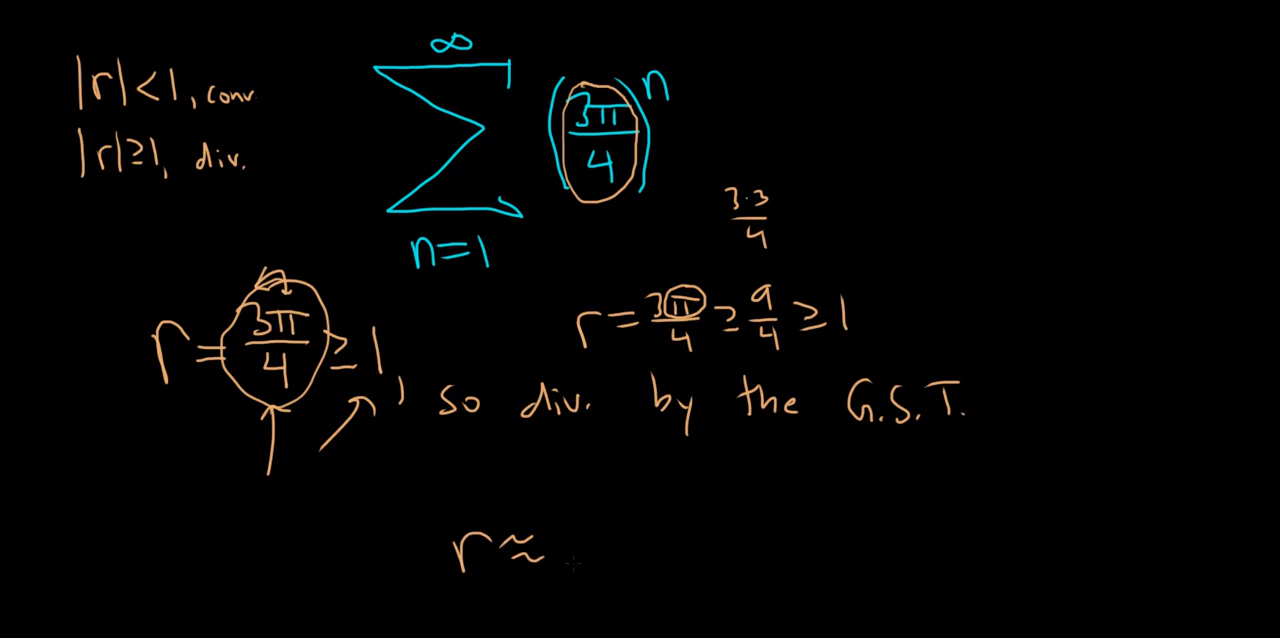 |r| < 1, conv.
|r| ≥ 1, div.
∞ Σ n=1 (3π/4)^n
3·3/4
r = 3π/4 ≥ 9/4 ≥ 1
r = 3π/4 ≥ 1, so div. by the G.S.T.
r ≈